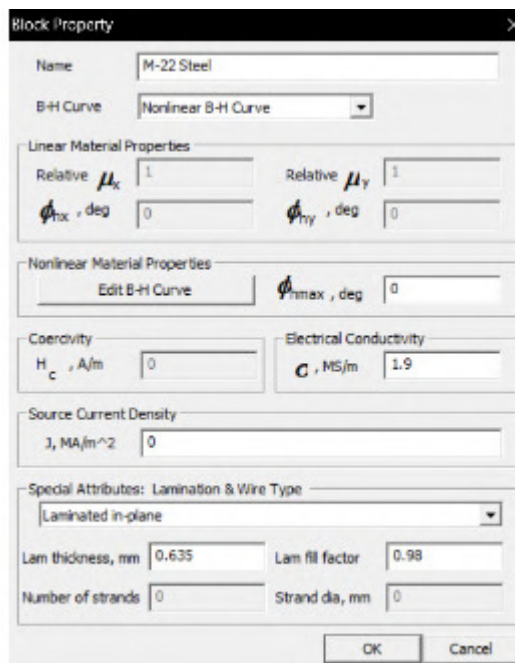 Block Property
Name M-22 Steel
B-H Curve Nonlinear B-H Curve
Linear Material Properties
Relative μx 1 Relative μy 1
ϕhx , deg 0 ϕhy , deg 0
Nonlinear Material Properties
Edit B-H Curve ϕhmax , deg 0
Coercivity Electrical Conductivity
Hc , A/m 0 σ , MS/m 1.9
Source Current Density
J, MA/m^2 0
Special Attributes: Lamination & Wire Type
Laminated in-plane
Lam thickness, mm 0.635 Lam fill factor 0.98
Number of strands 0 Strand dia, mm 0
OK Cancel